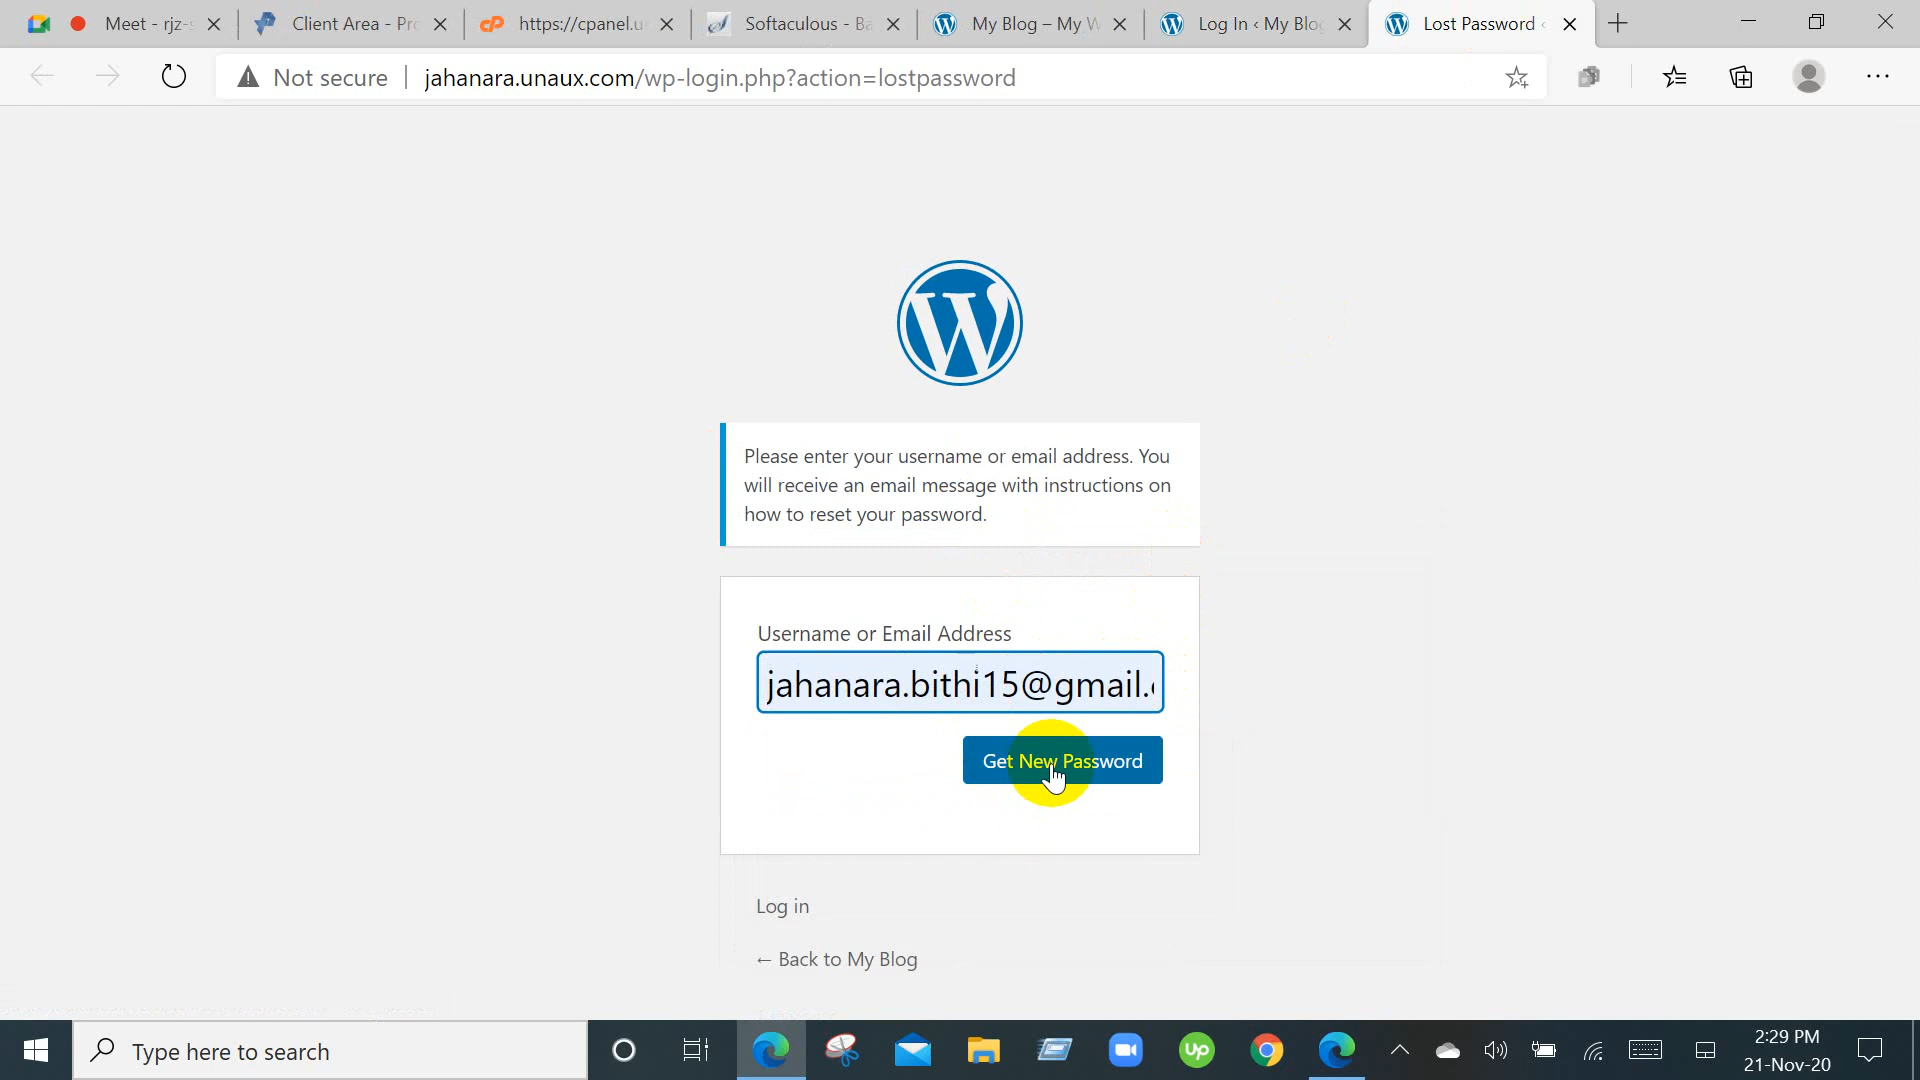 Meet - rjz-s
Client Area - Pro
https://cpanel.u
Softaculous - Ba
My Blog – My W
Log In ‹ My Blog
Lost Password ‹
Not secure
jahanara.unaux.com/wp-login.php?action=lostpassword
Please enter your username or email address. You
will receive an email message with instructions on
how to reset your password.
Username or Email Address
jahanara.bithi15@gmail.
Get New Password
Log in
← Back to My Blog
Type here to search
Up
2:29 PM
21-Nov-20